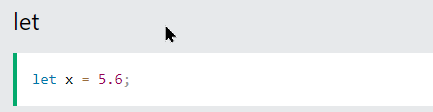 let
let x = 5.6;